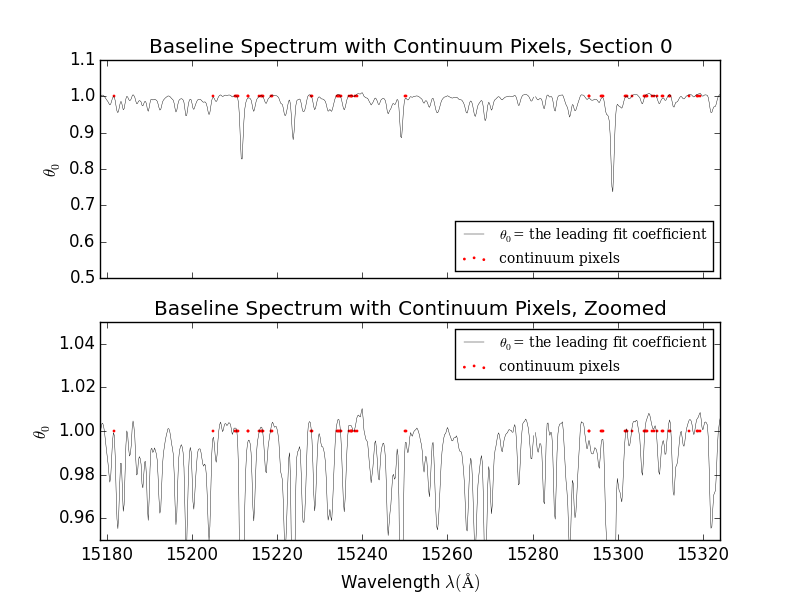 Baseline Spectrum with Continuum Pixels, Section 0
1.1
1.0
0.9
0.8
0.7
0.6
0.5
θ0
θ0 = the leading fit coefficient
continuum pixels
Baseline Spectrum with Continuum Pixels, Zoomed
1.04
1.02
1.00
0.98
0.96
θ0
θ0 = the leading fit coefficient
continuum pixels
15180 15200 15220 15240 15260 15280 15300 15320
Wavelength λ(Å)